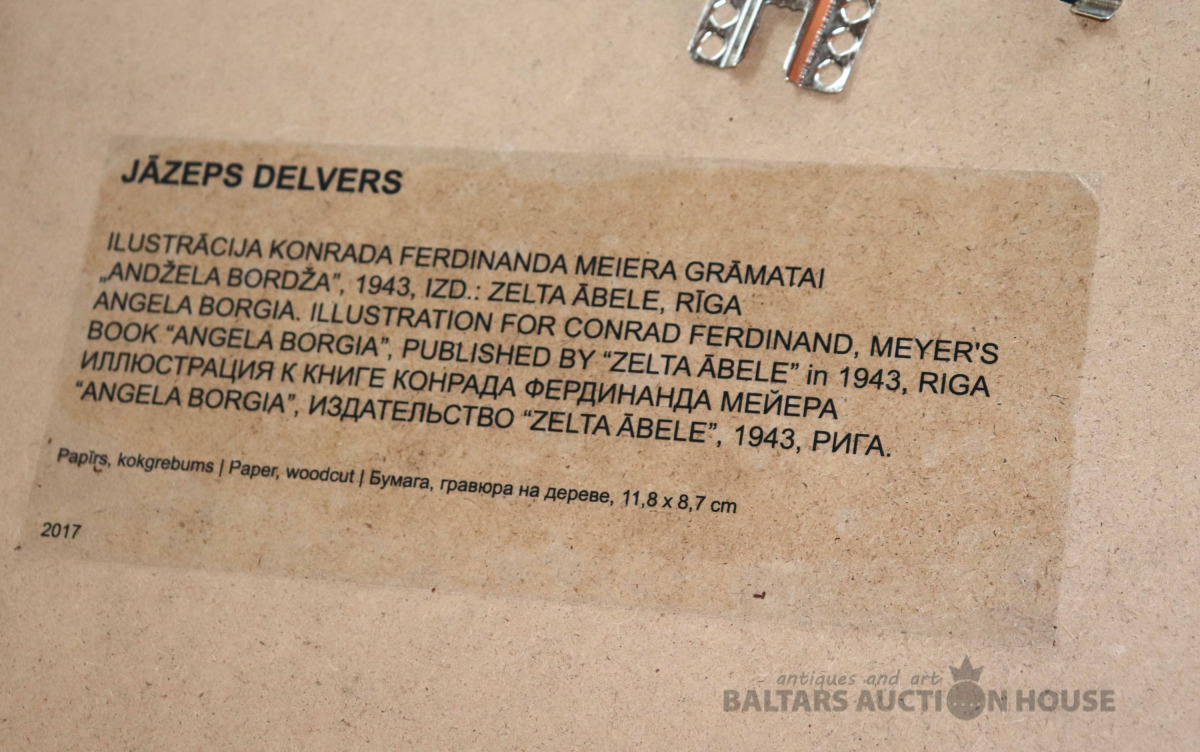 JĀZEPS DELVERS
ILUSTRĀCIJA KONRADA FERDINANDA MEIERA GRĀMATAI
„ANDŽELA BORDŽA”, 1943, IZD.: ZELTA ĀBELE, RĪGA
ANGELA BORGIA. ILLUSTRATION FOR CONRAD FERDINAND, MEYER'S
BOOK “ANGELA BORGIA”, PUBLISHED BY “ZELTA ĀBELE” in 1943, RIGA
ИЛЛЮСТРАЦИЯ К КНИГЕ КОНРАДА ФЕРДИНАНДА МЕЙЕРА
“ANGELA BORGIA”, ИЗДАТЕЛЬСТВО “ZELTA ĀBELE”, 1943, РИГА.
Papīrs, kokgrebums | Paper, woodcut | Бумага, гравюра на дереве, 11,8 x 8,7 cm
2017
antiques and art
BALTARS AUCTION HOUSE